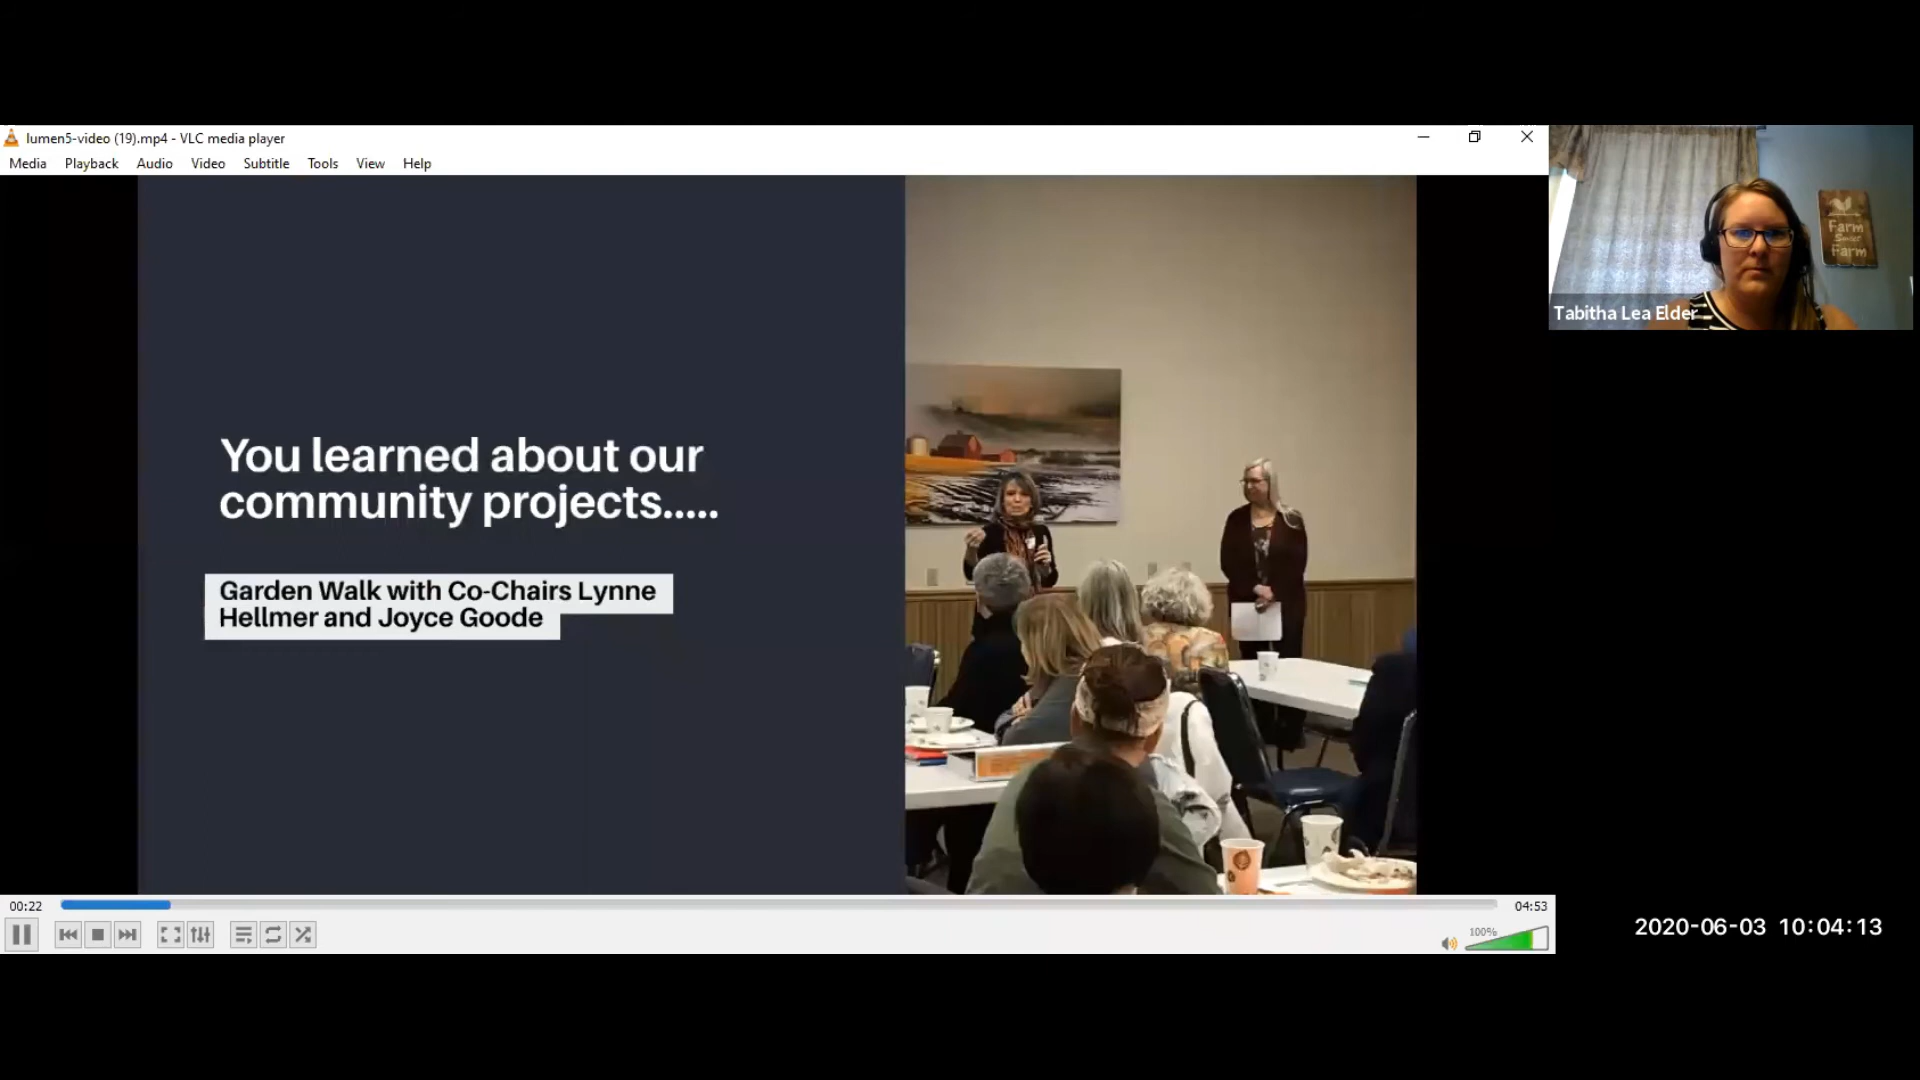 lumen5-video (19).mp4 - VLC media player
Media Playback Audio Video Subtitle Tools View Help
You learned about our
community projects.....
Garden Walk with Co-Chairs Lynne
Hellmer and Joyce Goode
Farm
Sweet
Farm
Tabitha Lea Elder
00:22
04:53
100%
2020-06-03 10:04:13